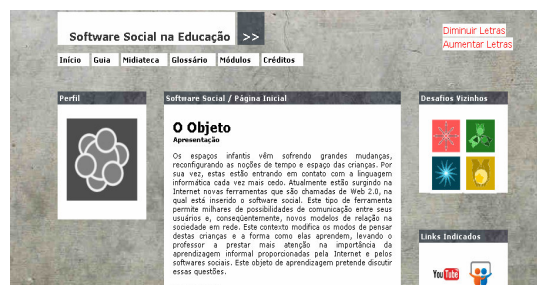 Software Social na Educação >>
Diminuir Letras
Aumentar Letras
Início Guia Midiateca Glossário Módulos Créditos
Perfil
Software Social / Página Inicial
Desafios Vizinhos
O Objeto
Apresentação
Os espaços infantis vêm sofrendo grandes mudanças,
reconfigurando as noções de tempo e espaço das crianças. Por
sua vez, estas estão entrando em contato com a linguagem
informática cada vez mais cedo. Atualmente estão surgindo na
Internet novas ferramentas que são chamadas de Web 2.0, na
qual está inserido o software social. Este tipo de ferramenta
permite milhares de possibilidades de comunicação entre seus
usuários e, conseqüentemente, novos modelos de relação na
sociedade em rede. Este contexto modifica os modos de pensar
destas crianças e a forma como elas aprendem, levando o
professor a prestar mais atenção na importância da
aprendizagem informal proporcionada pela Internet e pelos
softwares sociais. Este objeto de aprendizagem pretende discutir
essas questões.
Links Indicados
YouTube